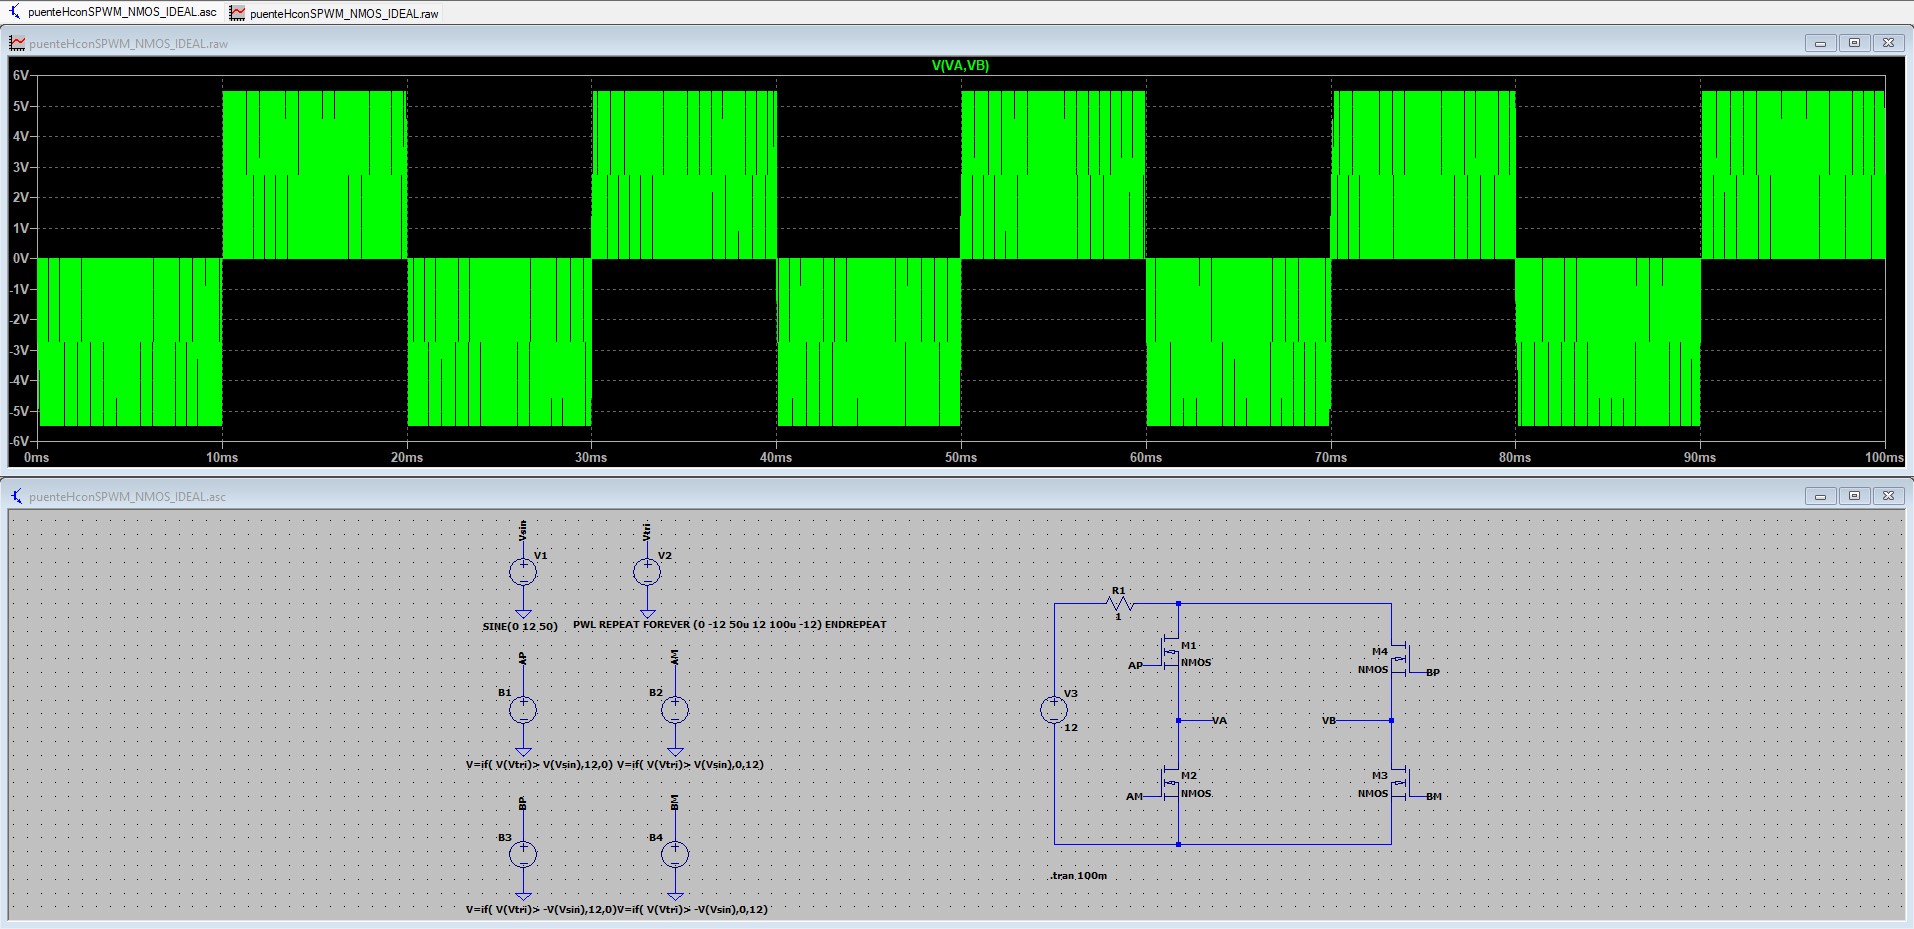 puenteHconSPWM_NMOS_IDEAL.asc puenteHconSPWM_NMOS_IDEAL.raw
puenteHconSPWM_NMOS_IDEAL.raw
V(VA,VB)
6V
5V
4V
3V
2V
1V
0V
-1V
-2V
-3V
-4V
-5V
-6V
0ms 10ms 20ms 30ms 40ms 50ms 60ms 70ms 80ms 90ms 100ms
puenteHconSPWM_NMOS_IDEAL.asc
Vsin Vtri
V1 V2
SINE(0 12 50) PWL REPEAT FOREVER (0 -12 50u 12 100u -12) ENDREPEAT
AP AM
B1 B2
V=if( V(Vtri)> V(Vsin),12,0) V=if( V(Vtri)> V(Vsin),0,12)
BP BM
B3 B4
V=if( V(Vtri)> -V(Vsin),12,0)V=if( V(Vtri)> -V(Vsin),0,12)
R1
1
M1
AP NMOS
M4
NMOS BP
V3
12
VA VB
M2
AM NMOS
M3
NMOS BM
.tran 100m